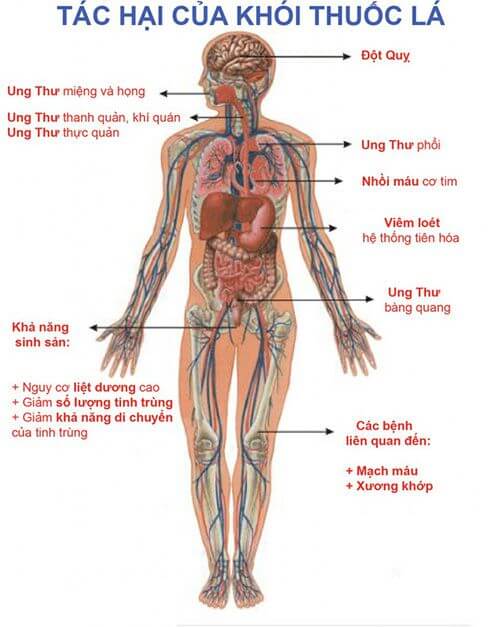 TÁC HẠI CỦA KHÓI THUỐC LÁ
Đột Quỵ
Ung Thư miệng và họng
Ung Thư thanh quản, khí quán
Ung Thư thực quản
Ung Thư phổi
Nhồi máu cơ tim
Viêm loét
hệ thống tiên hóa
Ung Thư
bàng quang
Khả năng
sinh sản:
+ Nguy cơ liệt dương cao
+ Giảm số lượng tinh trùng
+ Giảm khả năng di chuyển
của tinh trùng
Các bệnh
liên quan đến:
+ Mạch máu
+ Xương khớp